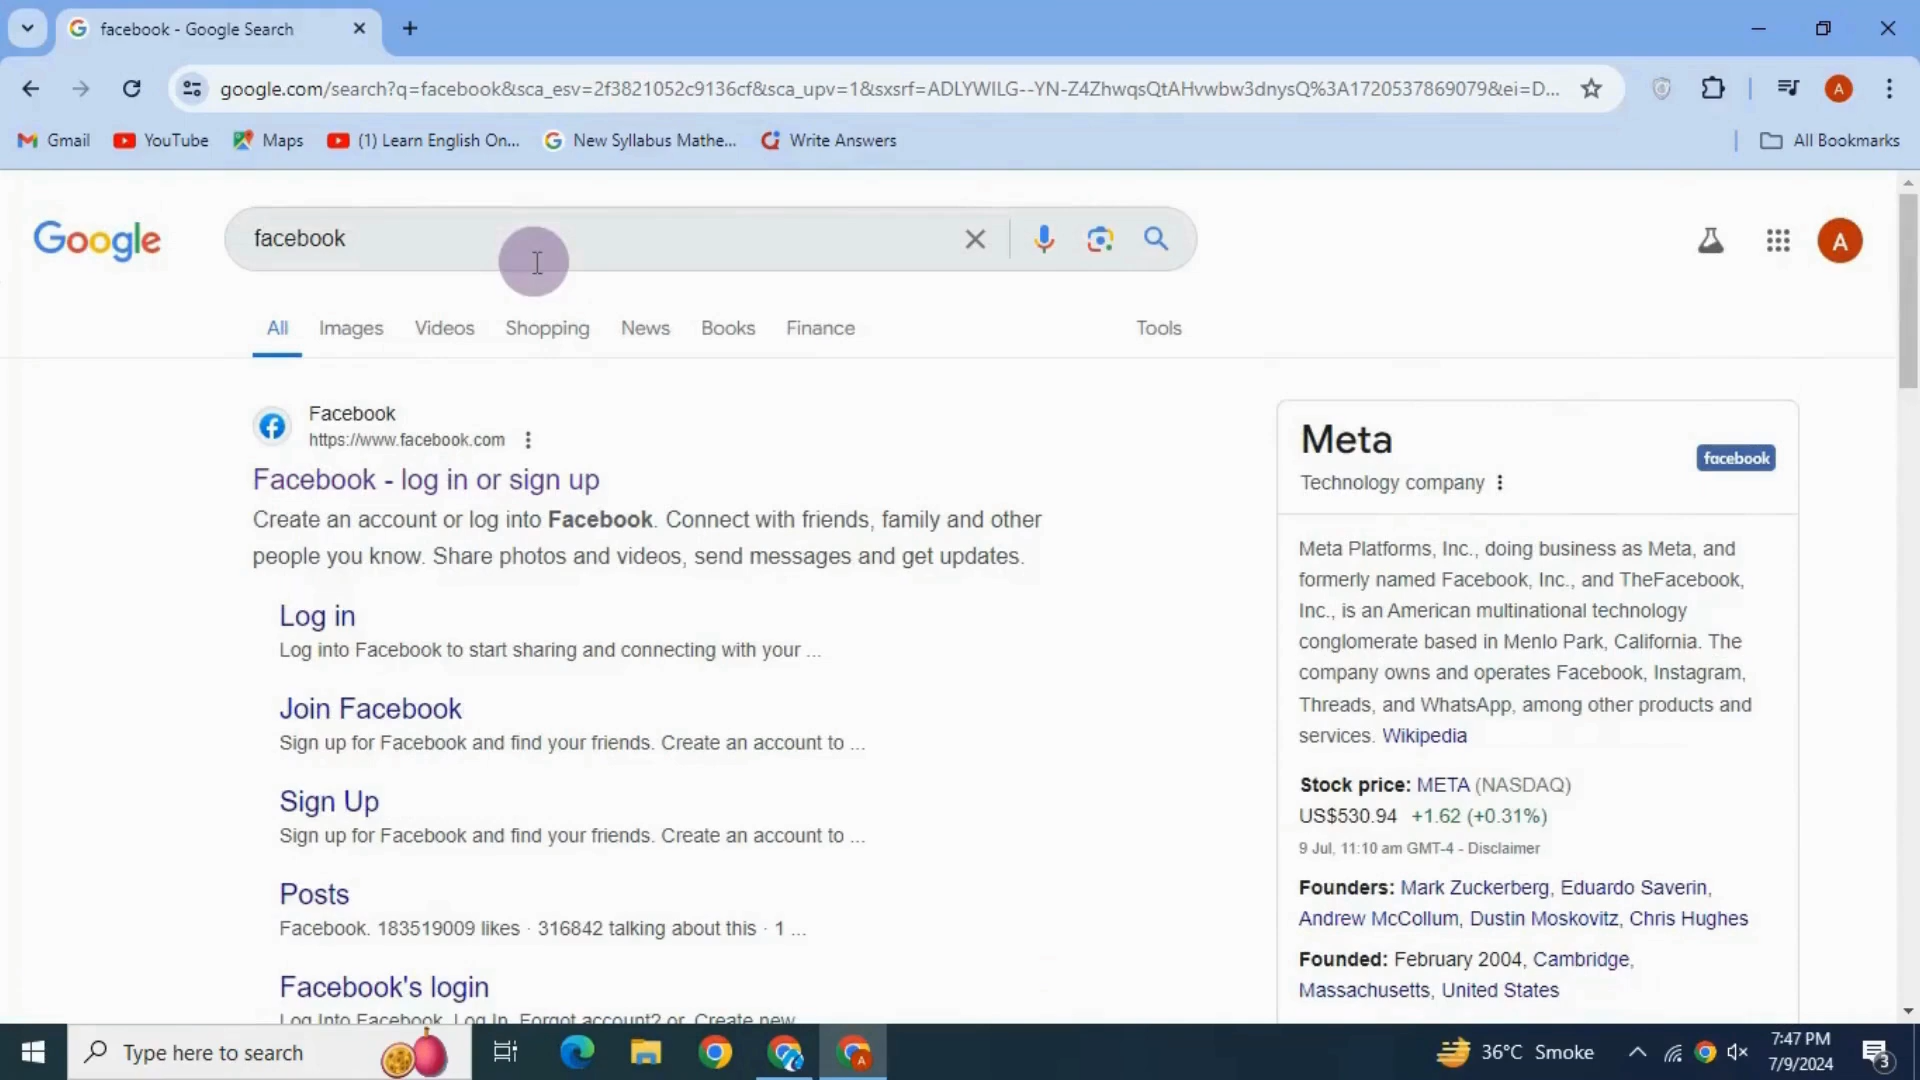 facebook - Google Search
google.com/search?q=facebook&sca_esv=2f3821052c9136cf&sca_upv=1&sxsrf=ADLYWILG--YN-Z4ZhwqsQtAHvwbw3dnysQ%3A1720537869079&ei=D...
A
Gmail
YouTube
Maps
(1) Learn English On...
New Syllabus Mathe...
Write Answers
All Bookmarks
Google
facebook
A
All
Images
Videos
Shopping
News
Books
Finance
Tools
Facebook
https://www.facebook.com
Facebook - log in or sign up
Create an account or log into Facebook. Connect with friends, family and other
people you know. Share photos and videos, send messages and get updates.
Log in
Log into Facebook to start sharing and connecting with your ...
Join Facebook
Sign up for Facebook and find your friends. Create an account to ...
Sign Up
Sign up for Facebook and find your friends. Create an account to ...
Posts
Facebook. 183519009 likes · 316842 talking about this · 1 ...
Facebook's login
Log Into Facebook. Log In. Forgot account? or. Create new
Meta
facebook
Technology company
Meta Platforms, Inc., doing business as Meta, and
formerly named Facebook, Inc., and TheFacebook,
Inc., is an American multinational technology
conglomerate based in Menlo Park, California. The
company owns and operates Facebook, Instagram,
Threads, and WhatsApp, among other products and
services. Wikipedia
Stock price: META (NASDAQ)
US$530.94 +1.62 (+0.31%)
9 Jul, 11:10 am GMT-4 - Disclaimer
Founders: Mark Zuckerberg, Eduardo Saverin,
Andrew McCollum, Dustin Moskovitz, Chris Hughes
Founded: February 2004, Cambridge,
Massachusetts, United States
Type here to search
A
36°C Smoke
7:47 PM
7/9/2024
3